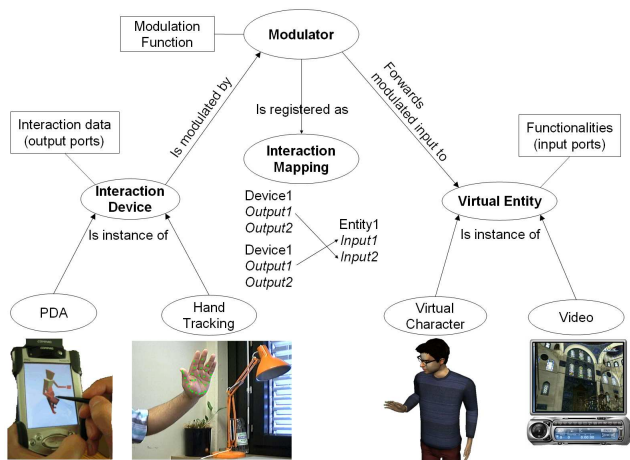 Modulation
Function
Modulator
Is modulated by
Is registered as
Forwards
modulated input to
Interaction data
(output ports)
Functionalities
(input ports)
Interaction
Mapping
Interaction
Device
Virtual Entity
Device1
Output1
Output2
Device1
Output1
Output2
Entity1
Input1
Input2
Is instance of
Is instance of
PDA
Hand
Tracking
Virtual
Character
Video